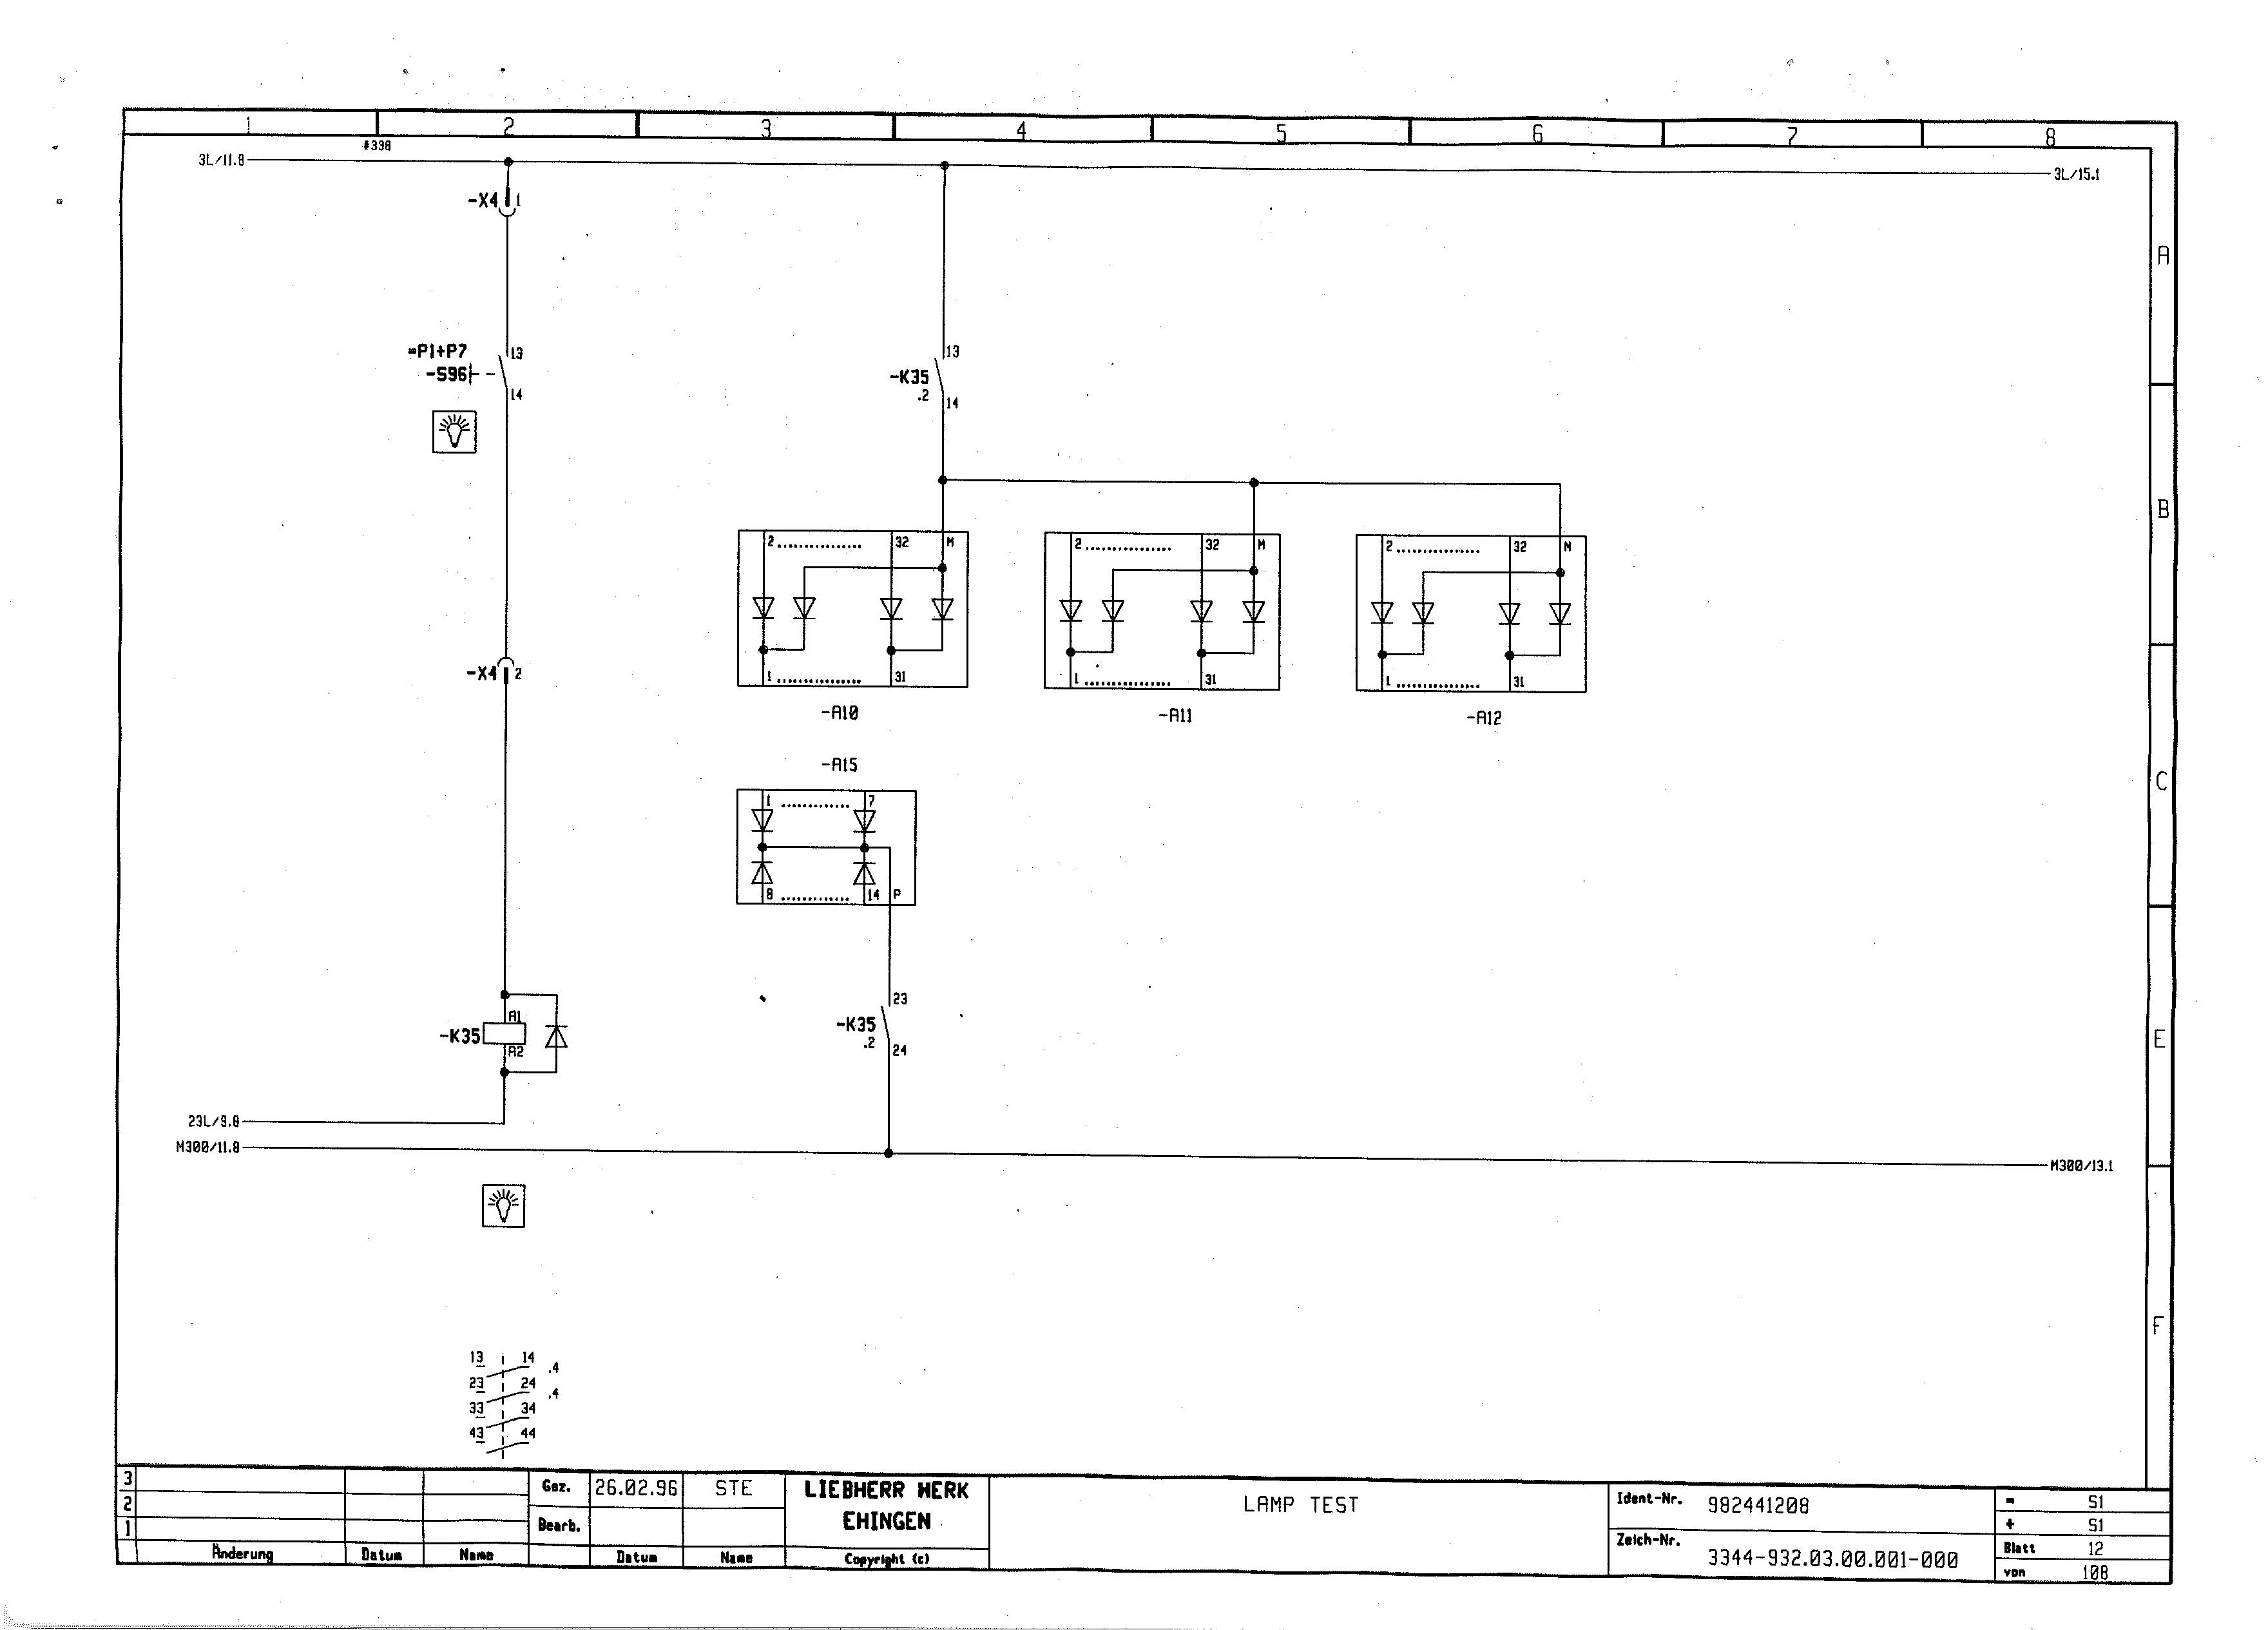 1 2 3 4 5 6 7 8
#338
3L/11.8
3L/15.1
-X4 1
A
=P1+P7
-S96
13
14
13
-K35
.2
14
B
2 ............... 32 M
2 ............... 32 M
2 ............... 32 N
-X4 2
1 ............... 31
1 ............... 31
1 ............... 31
-A10
-A11
-A12
-A15
C
1 ............ 7
8 ............ 14 P
23
-K35
.2
24
A1
-K35
A2
E
23L/9.8
M300/11.8
M300/13.1
F
13 14 .4
23 24 .4
33 34
43 44
3
2
1
Änderung Datum Name
Gez. 26.02.96 STE
Bearb.
Datum Name
LIEBHERR WERK
EHINGEN
Copyright (c)
LAMP TEST
Ident-Nr. 982441208
Zeich-Nr. 3344-932.03.00.001-000
= S1
+ S1
Blatt 12
von 108